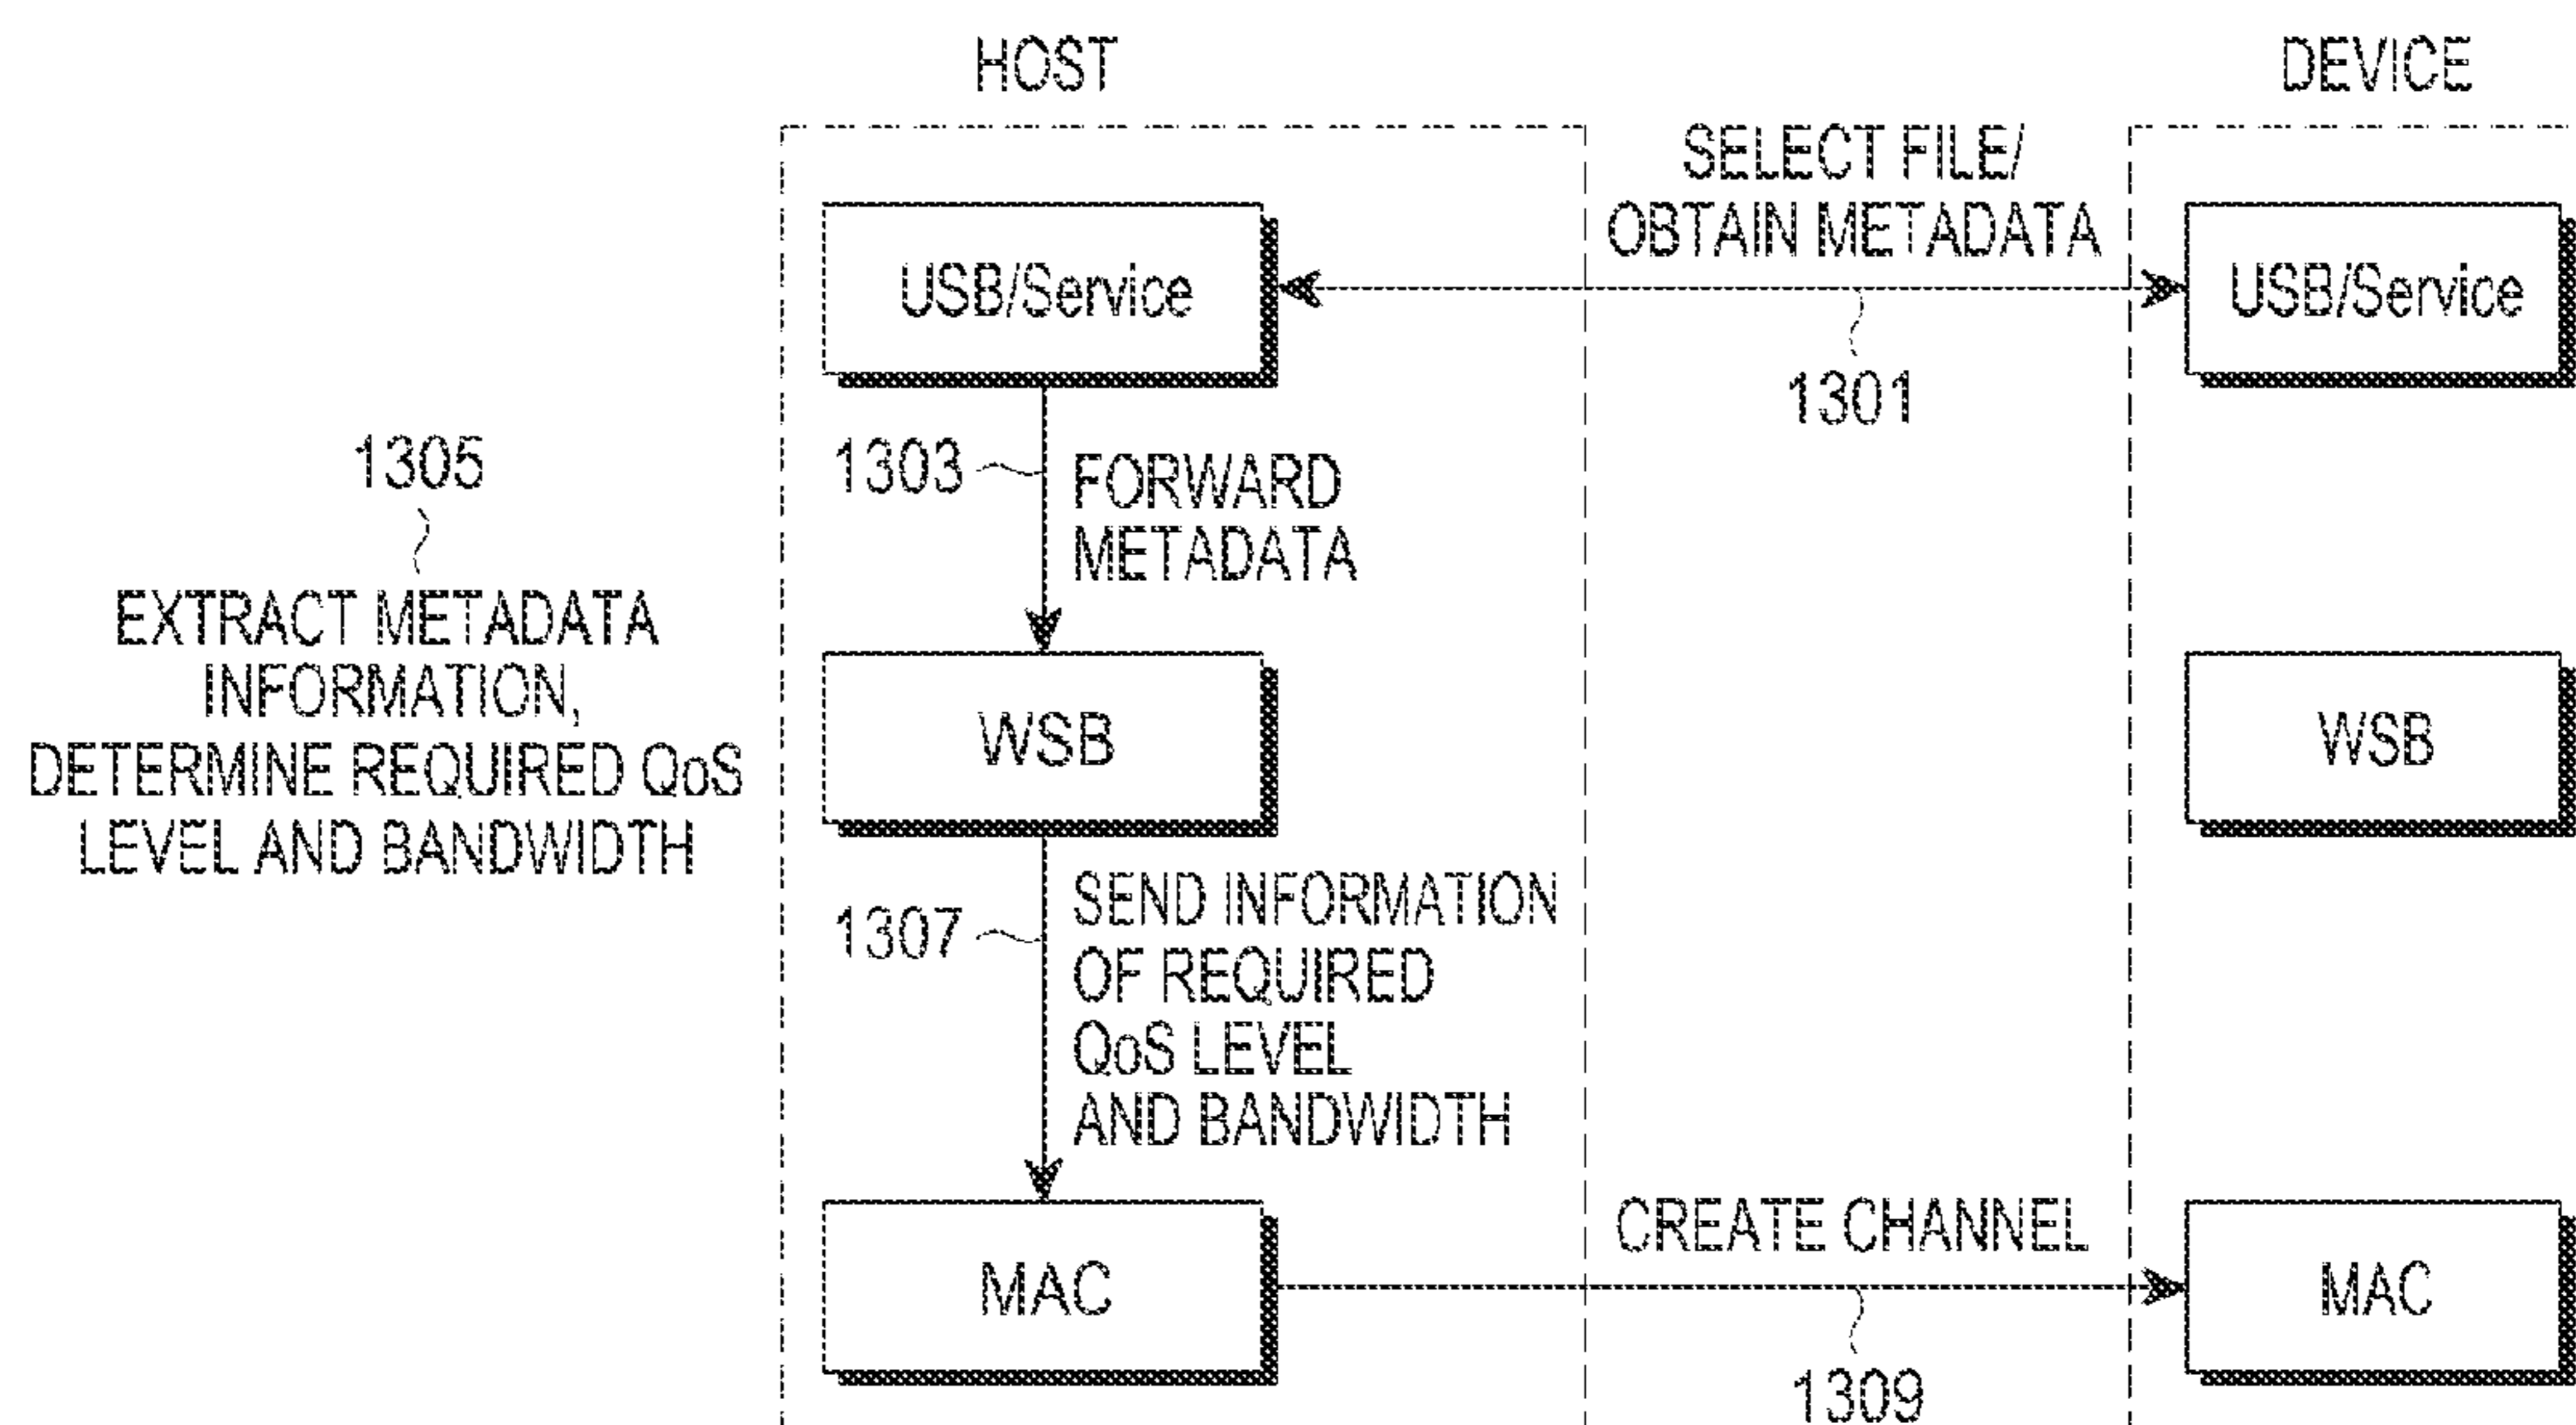 HOST
DEVICE
SELECT FILE/
OBTAIN METADATA
USB/Service
USB/Service
1301
1303
FORWARD
METADATA
1305
EXTRACT METADATA
INFORMATION,
DETERMINE REQUIRED QoS
LEVEL AND BANDWIDTH
WSB
WSB
1307
SEND INFORMATION
OF REQUIRED
QoS LEVEL
AND BANDWIDTH
CREATE CHANNEL
MAC
MAC
1309